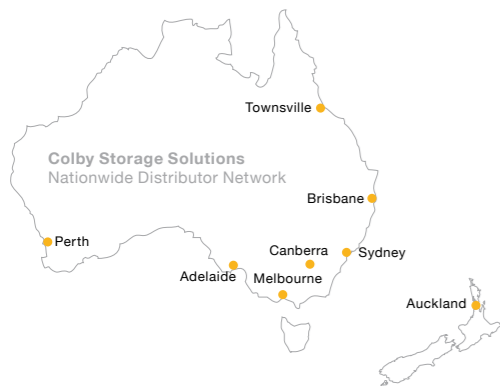 Townsville
Colby Storage Solutions
Nationwide Distributor Network
Brisbane
Perth
Canberra
Sydney
Adelaide
Melbourne
Auckland